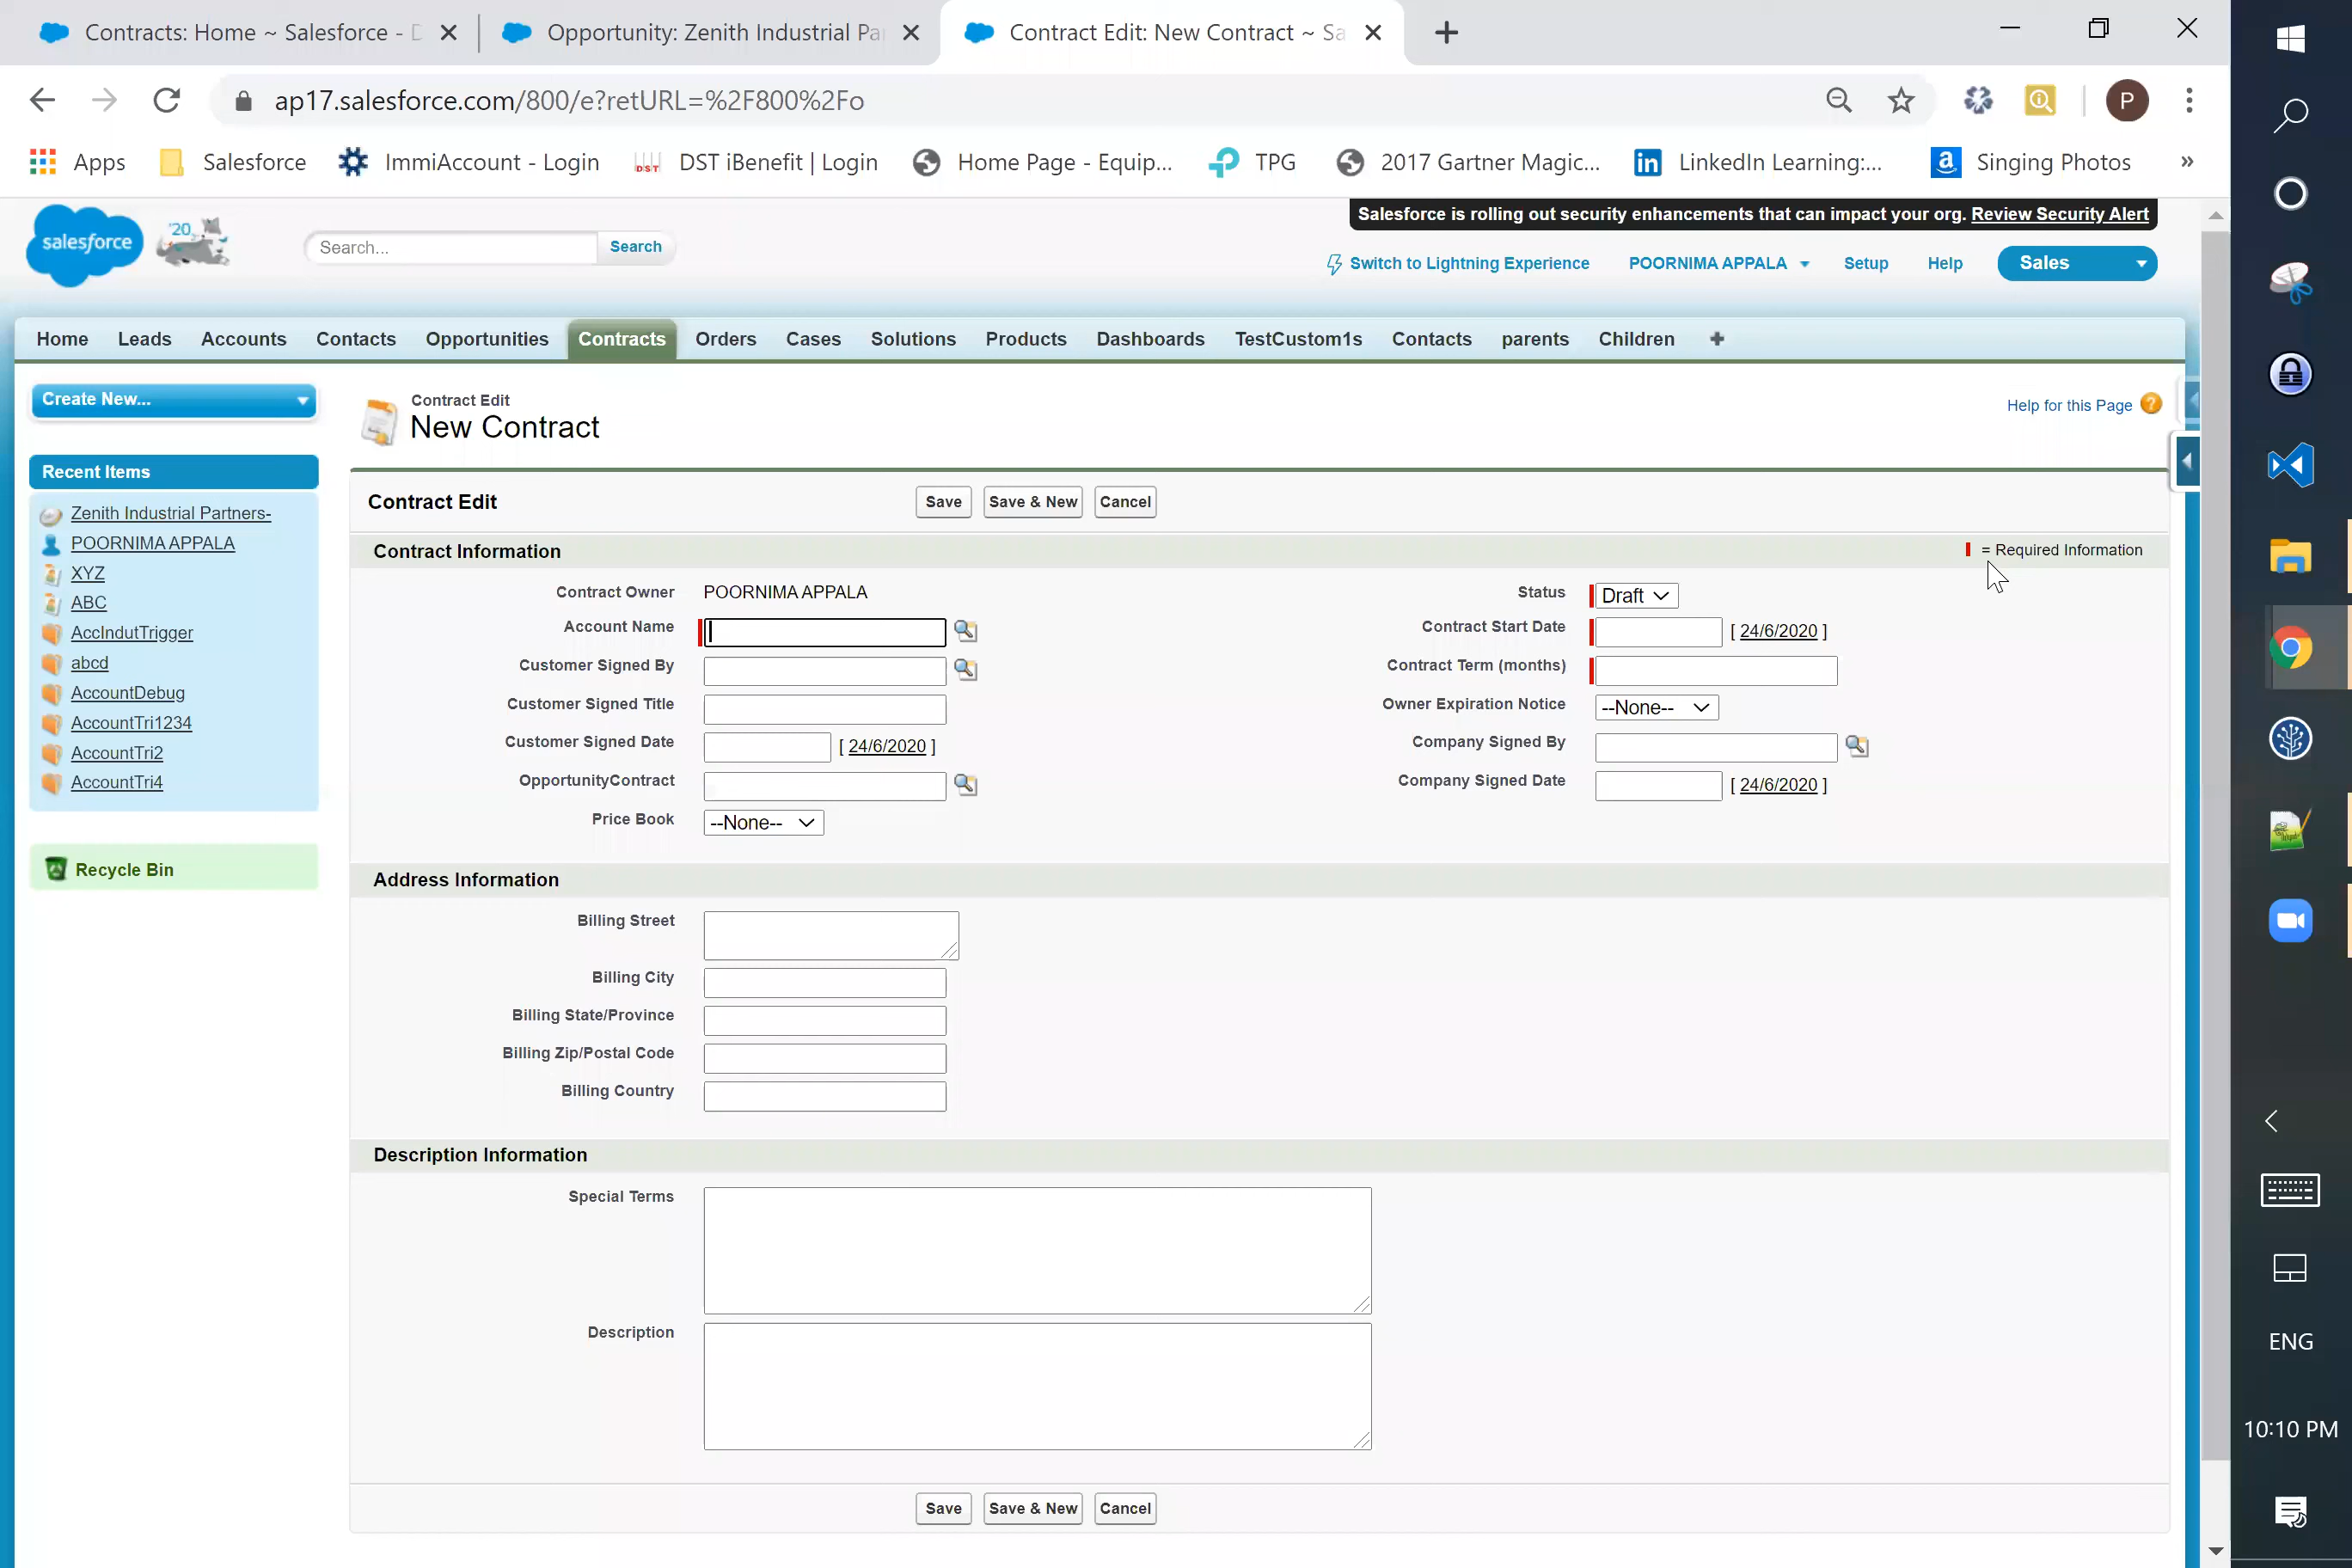 Contracts: Home ~ Salesforce - D
Opportunity: Zenith Industrial Pa
Contract Edit: New Contract ~ Sa
ap17.salesforce.com/800/e?retURL=%2F800%2Fo
P
Apps
Salesforce
ImmiAccount - Login
DST
DST iBenefit | Login
Home Page - Equip...
TPG
2017 Gartner Magic...
in
LinkedIn Learning:...
a
Singing Photos
»
Salesforce is rolling out security enhancements that can impact your org. Review Security Alert
salesforce
'20
Search...
Search
Switch to Lightning Experience
POORNIMA APPALA
Setup
Help
Sales
Home
Leads
Accounts
Contacts
Opportunities
Contracts
Orders
Cases
Solutions
Products
Dashboards
TestCustom1s
Contacts
parents
Children
Create New...
Recent Items
Zenith Industrial Partners-
POORNIMA APPALA
XYZ
ABC
AccIndutTrigger
abcd
AccountDebug
AccountTri1234
AccountTri2
AccountTri4
Recycle Bin
Contract Edit
New Contract
Help for this Page ?
Contract Edit
Save
Save & New
Cancel
Contract Information
= Required Information
Contract Owner
POORNIMA APPALA
Status
Draft
Account Name
Contract Start Date
[ 24/6/2020 ]
Customer Signed By
Contract Term (months)
Customer Signed Title
Owner Expiration Notice
--None--
Customer Signed Date
[ 24/6/2020 ]
Company Signed By
OpportunityContract
Company Signed Date
[ 24/6/2020 ]
Price Book
--None--
Address Information
Billing Street
Billing City
Billing State/Province
Billing Zip/Postal Code
Billing Country
Description Information
Special Terms
Description
Save
Save & New
Cancel
ENG
10:10 PM